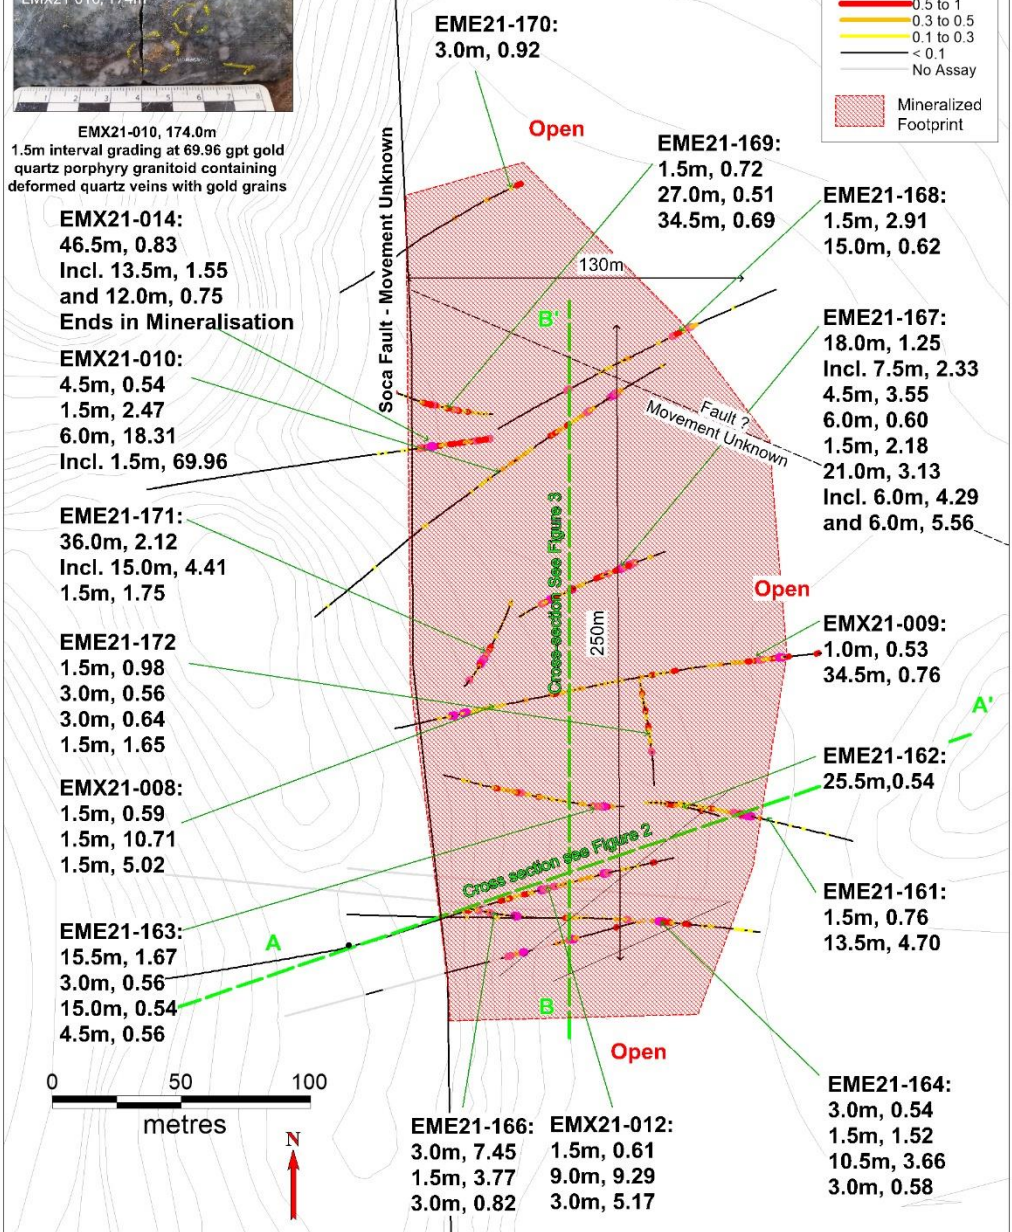 EMX21-010, 174m
1 2 3 4 5 6 7 8
EMX21-010, 174.0m
1.5m interval grading at 69.96 gpt gold
quartz porphyry granitoid containing
deformed quartz veins with gold grains
0.5 to 1
0.3 to 0.5
0.1 to 0.3
< 0.1
No Assay
Mineralized
Footprint
EME21-170:
3.0m, 0.92
Open
EME21-169:
1.5m, 0.72
27.0m, 0.51
34.5m, 0.69
EME21-168:
1.5m, 2.91
15.0m, 0.62
EMX21-014:
46.5m, 0.83
Incl. 13.5m, 1.55
and 12.0m, 0.75
Ends in Mineralisation
Soca Fault - Movement Unknown
130m
B'
EME21-167:
18.0m, 1.25
Incl. 7.5m, 2.33
4.5m, 3.55
6.0m, 0.60
1.5m, 2.18
21.0m, 3.13
Incl. 6.0m, 4.29
and 6.0m, 5.56
EMX21-010:
4.5m, 0.54
1.5m, 2.47
6.0m, 18.31
Incl. 1.5m, 69.96
Fault ?
Movement Unknown
Cross-section See Figure 3
250m
Open
EME21-171:
36.0m, 2.12
Incl. 15.0m, 4.41
1.5m, 1.75
EMX21-009:
1.0m, 0.53
34.5m, 0.76
EME21-172
1.5m, 0.98
3.0m, 0.56
3.0m, 0.64
1.5m, 1.65
A'
EME21-162:
25.5m,0.54
EMX21-008:
1.5m, 0.59
1.5m, 10.71
1.5m, 5.02
Cross section see Figure 2
EME21-161:
1.5m, 0.76
13.5m, 4.70
EME21-163:
15.5m, 1.67
3.0m, 0.56
15.0m, 0.54
4.5m, 0.56
A
B
Open
0 50 100
metres
N
EME21-166:
3.0m, 7.45
1.5m, 3.77
3.0m, 0.82
EMX21-012:
1.5m, 0.61
9.0m, 9.29
3.0m, 5.17
EME21-164:
3.0m, 0.54
1.5m, 1.52
10.5m, 3.66
3.0m, 0.58